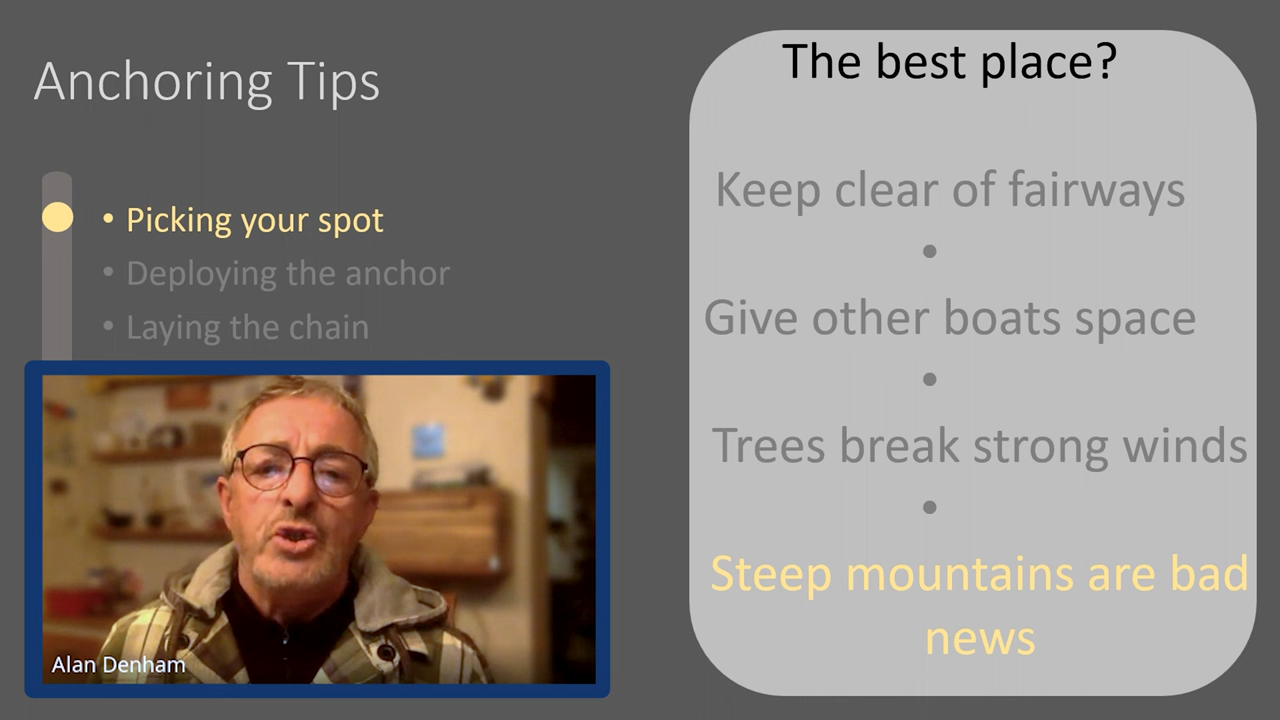 Anchoring Tips
• Picking your spot
• Deploying the anchor
• Laying the chain
Alan Denham
The best place?
Keep clear of fairways
•
Give other boats space
•
Trees break strong winds
•
Steep mountains are bad
news